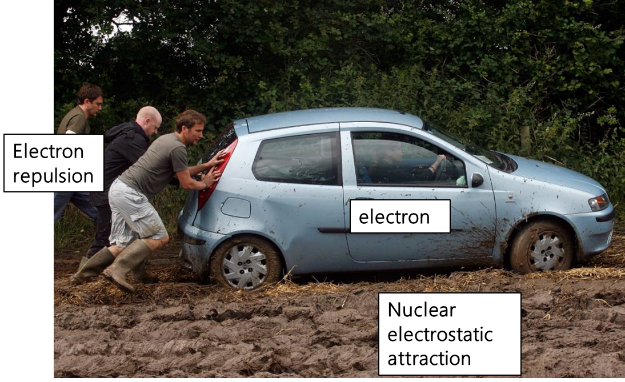 Electron
repulsion
electron
Nuclear
electrostatic
attraction